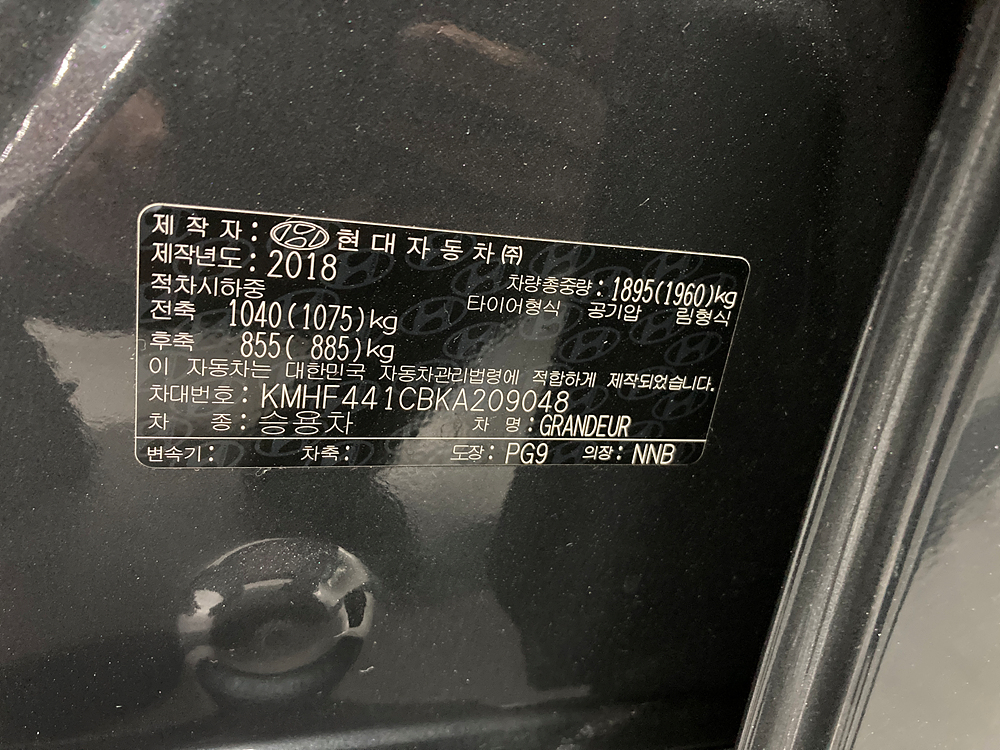 제작자: 현대자동차㈜
제작년도: 2018
차량총중량: 1895(1960)kg
적차시하중 타이어형식 공기압 림형식
전축 1040(1075)kg
후축 855( 885)kg
이 자동차는 대한민국 자동차관리법령에 적합하게 제작되었습니다.
차대번호: KMHF441CBKA209048
차 종: 승용차 차 명: GRANDEUR
변속기: 차축: 도장: PG9 의장: NNB